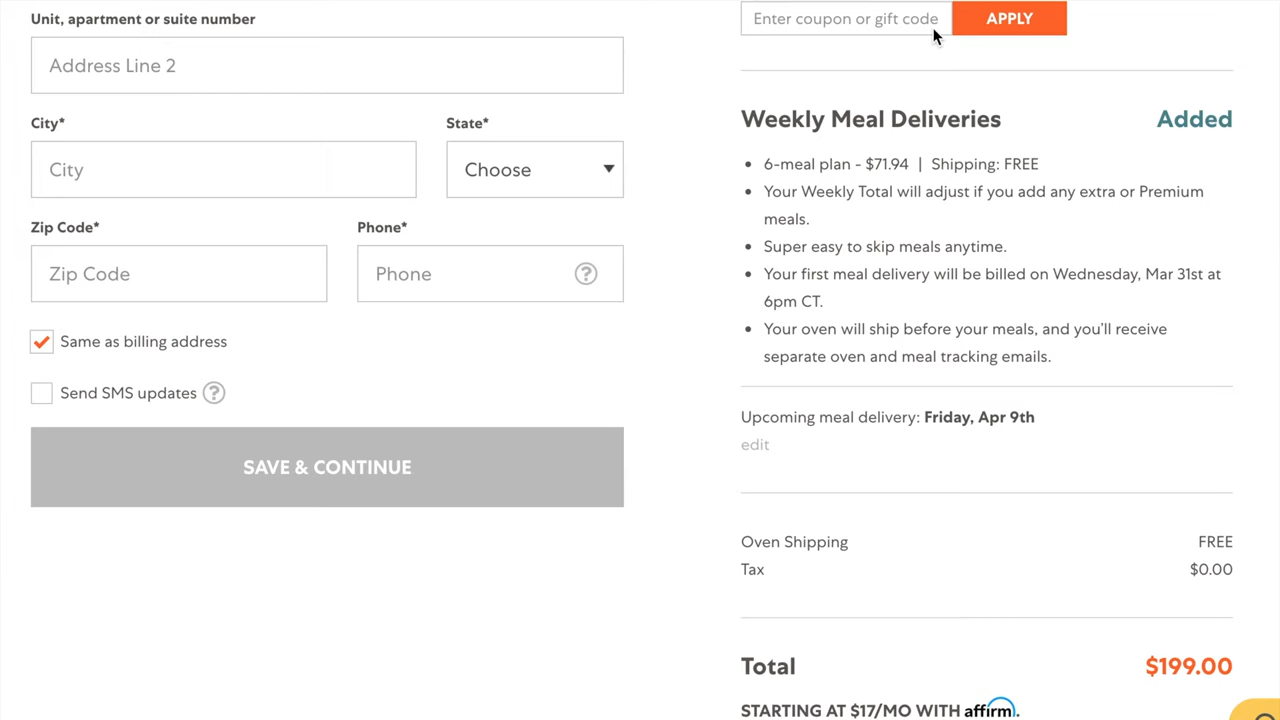 Unit, apartment or suite number
Address Line 2
City*
State*
City
Choose
Zip Code*
Phone*
Zip Code
Phone
?
Same as billing address
Send SMS updates ?
SAVE & CONTINUE
Enter coupon or gift code
APPLY
Weekly Meal Deliveries
Added
• 6-meal plan - $71.94 | Shipping: FREE
• Your Weekly Total will adjust if you add any extra or Premium
meals.
• Super easy to skip meals anytime.
• Your first meal delivery will be billed on Wednesday, Mar 31st at
6pm CT.
• Your oven will ship before your meals, and you'll receive
separate oven and meal tracking emails.
Upcoming meal delivery: Friday, Apr 9th
edit
Oven Shipping FREE
Tax $0.00
Total $199.00
STARTING AT $17/MO WITH affirm.